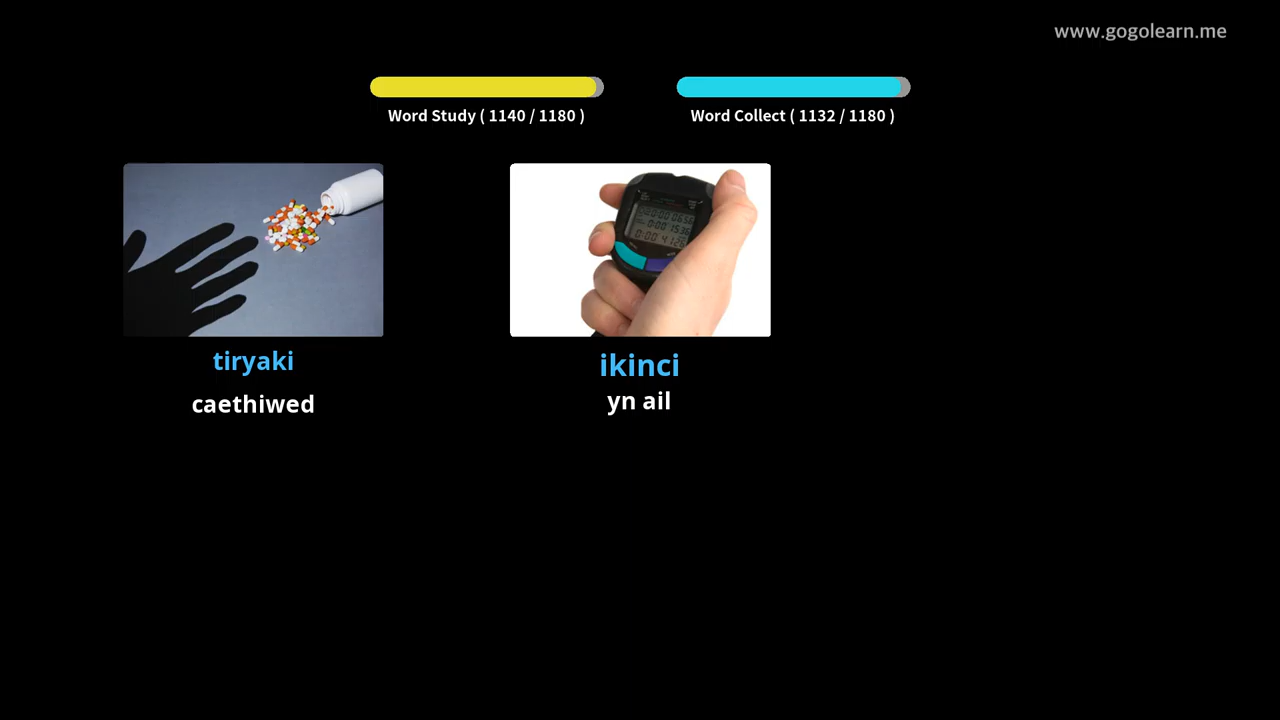 www.gogolearn.me
Word Study ( 1140 / 1180 )
Word Collect ( 1132 / 1180 )
tiryaki
caethiwed
ikinci
yn ail